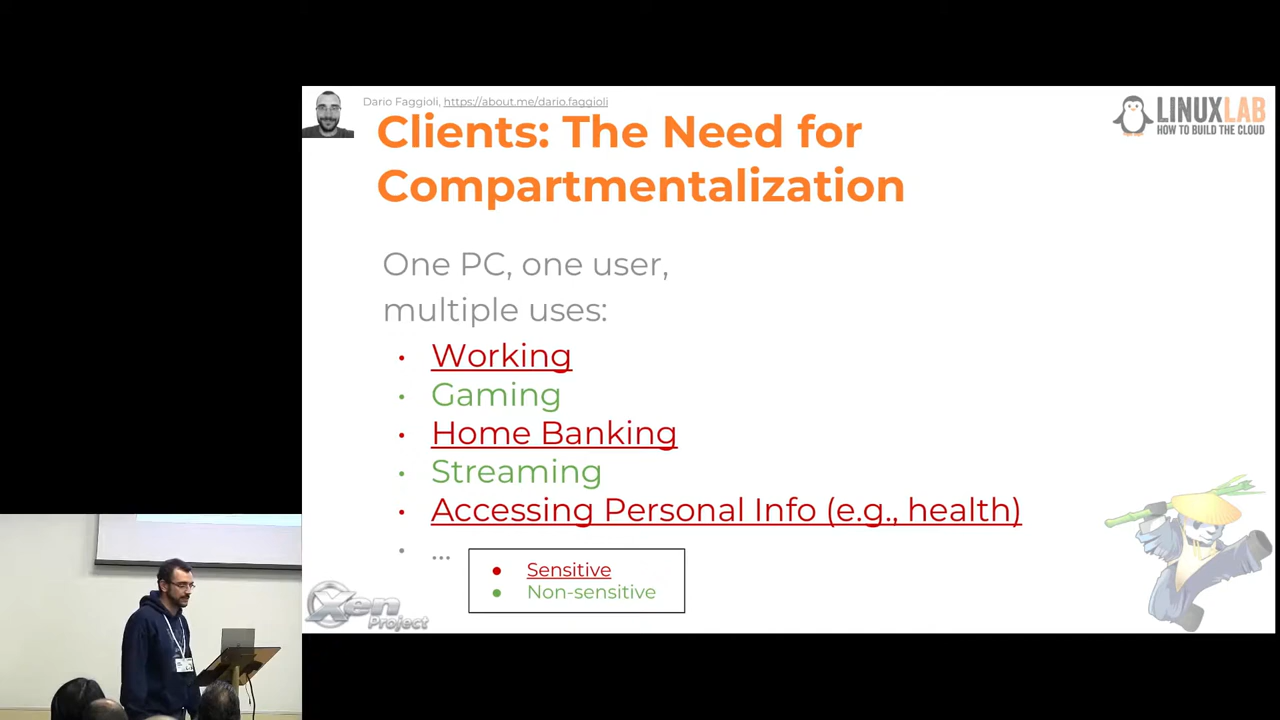 Dario Faggioli, https://about.me/dario.faggioli
LINUXLAB
HOW TO BUILD THE CLOUD
Clients: The Need for
Compartmentalization
One PC, one user,
multiple uses:
• Working
• Gaming
• Home Banking
• Streaming
• Accessing Personal Info (e.g., health)
• ...
● Sensitive
● Non-sensitive
Xen
Project